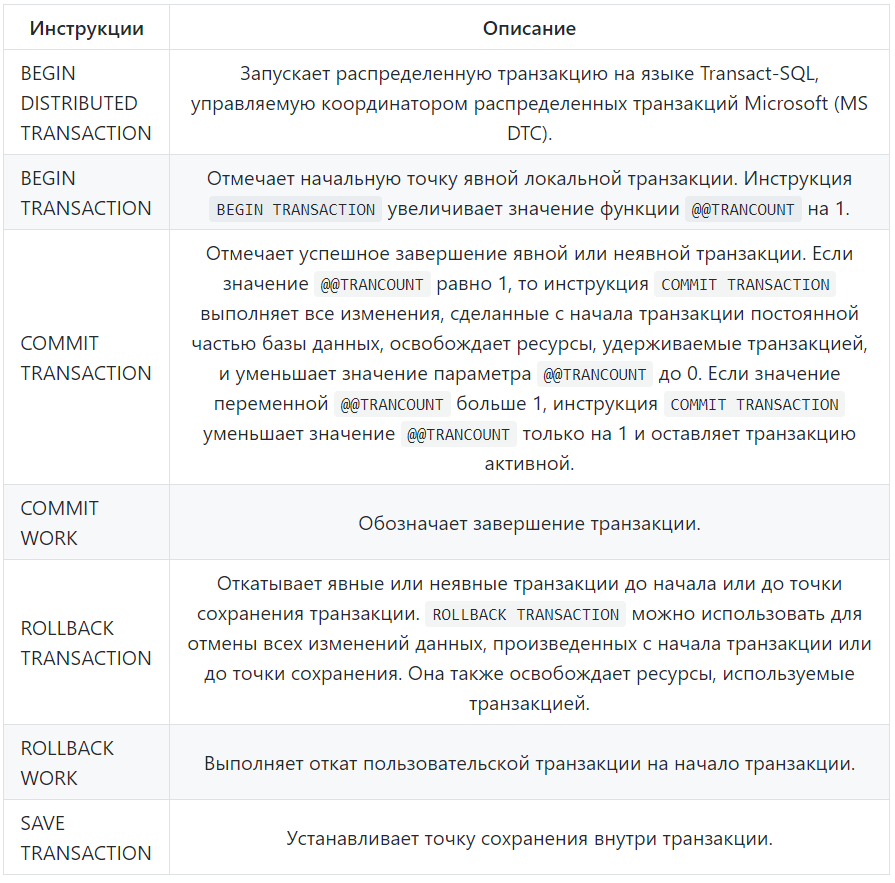 Инструкции
Описание
BEGIN
DISTRIBUTED
TRANSACTION
Запускает распределенную транзакцию на языке Transact-SQL,
управляемую координатором распределенных транзакций Microsoft (MS
DTC).
BEGIN
TRANSACTION
Отмечает начальную точку явной локальной транзакции. Инструкция
BEGIN TRANSACTION увеличивает значение функции @@TRANCOUNT на 1.
COMMIT
TRANSACTION
Отмечает успешное завершение явной или неявной транзакции. Если
значение @@TRANCOUNT равно 1, то инструкция COMMIT TRANSACTION
выполняет все изменения, сделанные с начала транзакции постоянной
частью базы данных, освобождает ресурсы, удерживаемые транзакцией,
и уменьшает значение параметра @@TRANCOUNT до 0. Если значение
переменной @@TRANCOUNT больше 1, инструкция COMMIT TRANSACTION
уменьшает значение @@TRANCOUNT только на 1 и оставляет транзакцию
активной.
COMMIT
WORK
Обозначает завершение транзакции.
ROLLBACK
TRANSACTION
Откатывает явные или неявные транзакции до начала или до точки
сохранения транзакции. ROLLBACK TRANSACTION можно использовать для
отмены всех изменений данных, произведенных с начала транзакции или
до точки сохранения. Она также освобождает ресурсы, используемые
транзакцией.
ROLLBACK
WORK
Выполняет откат пользовательской транзакции на начало транзакции.
SAVE
TRANSACTION
Устанавливает точку сохранения внутри транзакции.